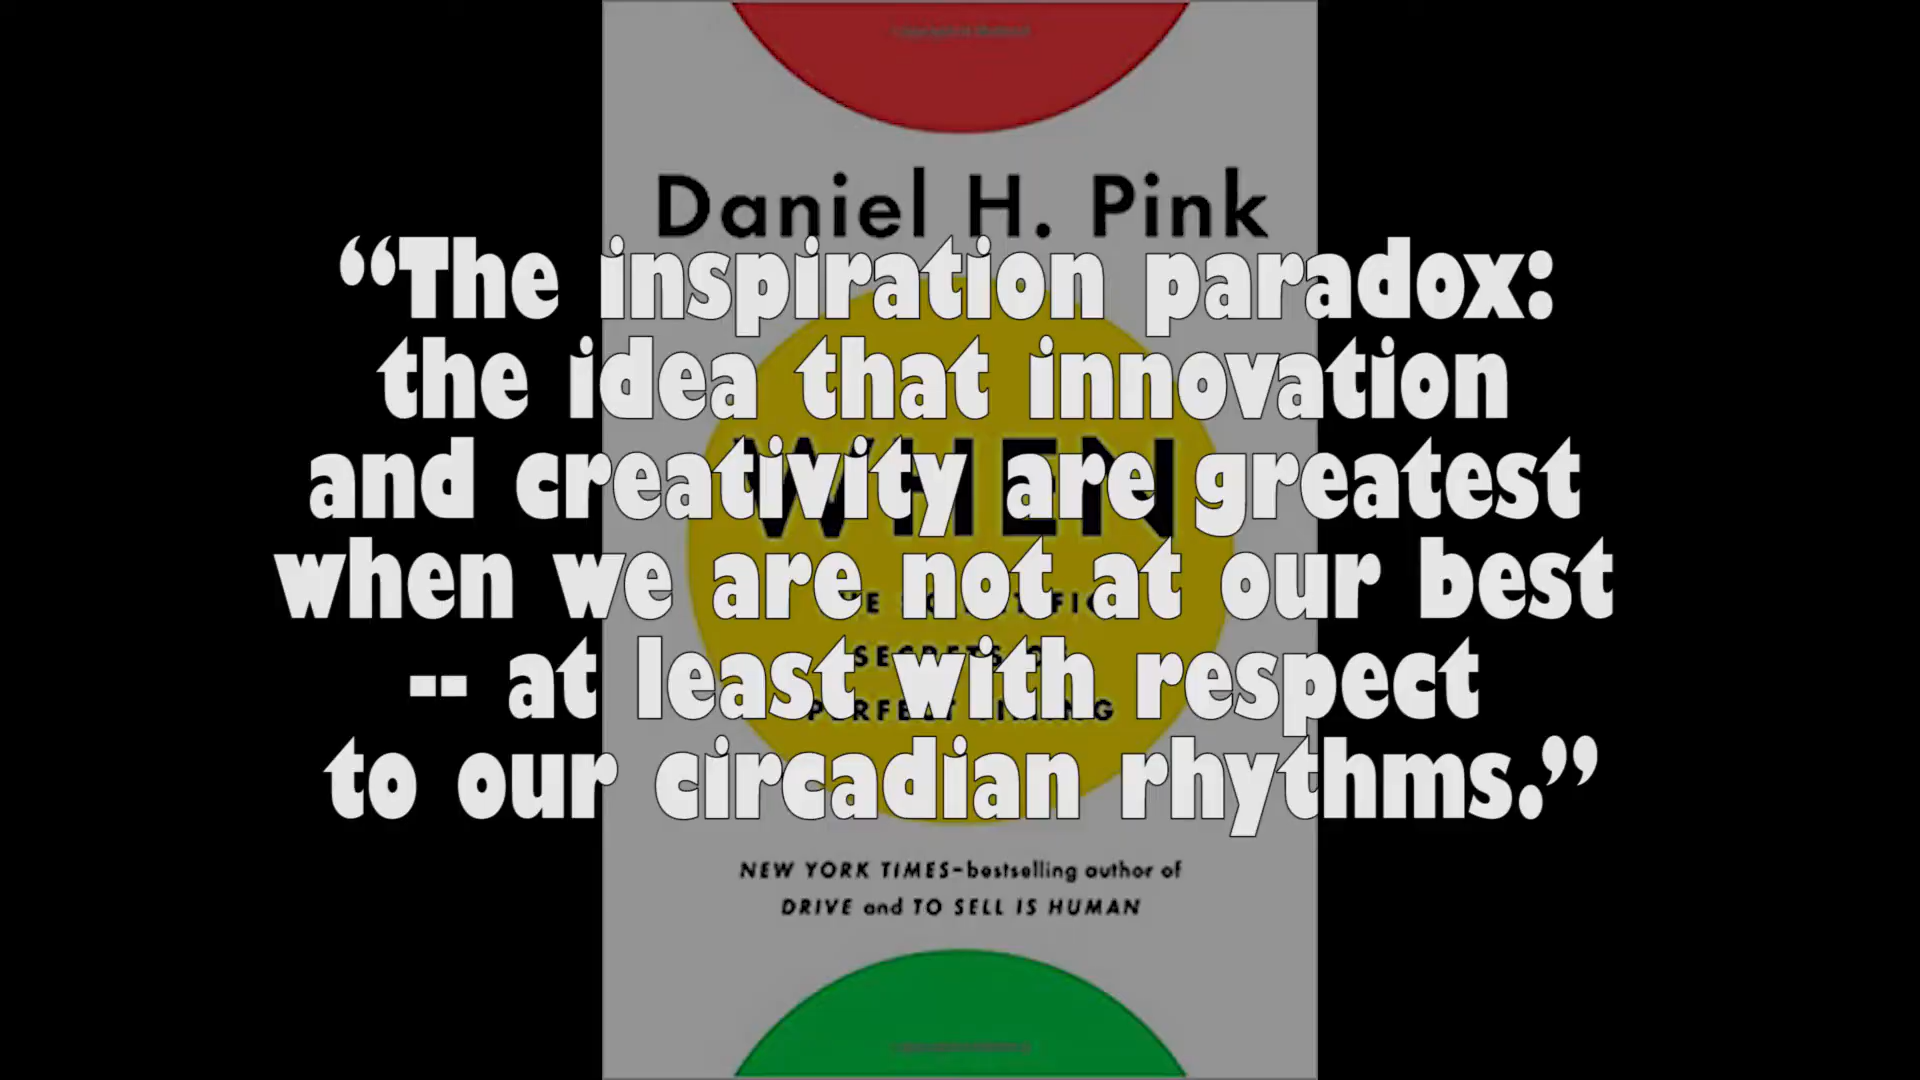 Daniel H. Pink
“The inspiration paradox:
the idea that innovation
and creativity are greatest
WHEN
when we are not at our best
-- at least with respect
to our circadian rhythms.”
NEW YORK TIMES-bestselling author of
DRIVE and TO SELL IS HUMAN